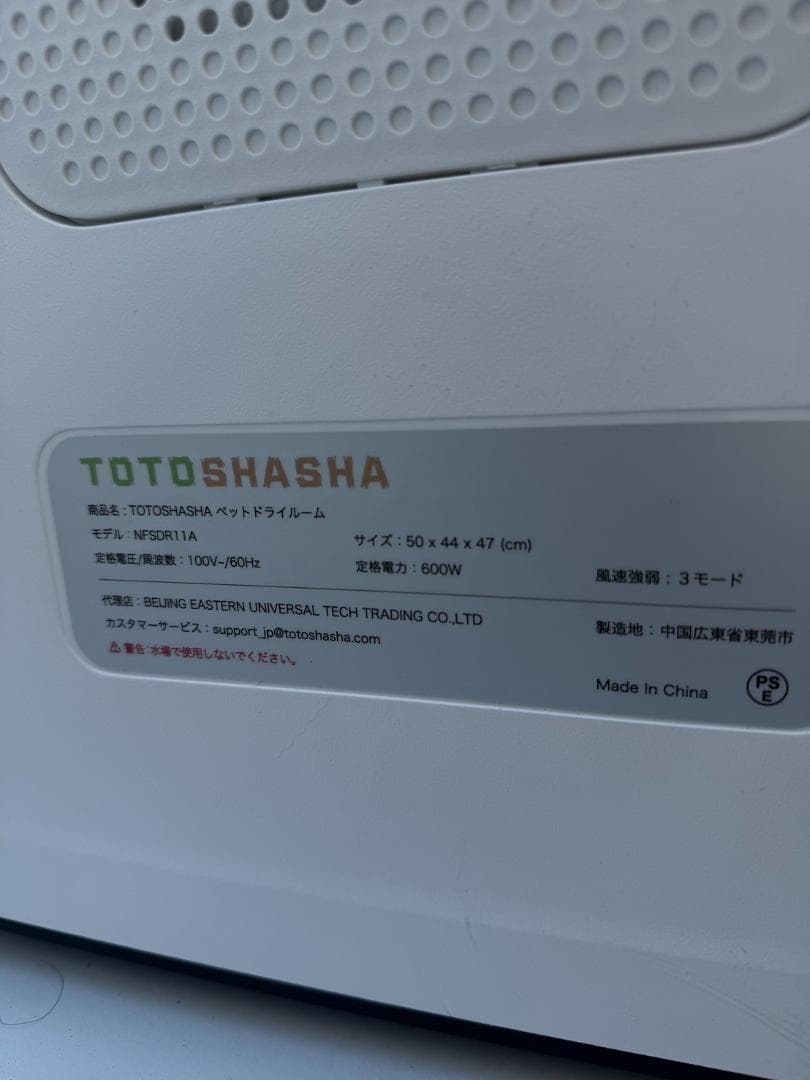 TOTOSHASHA
商品名：TOTOSHASHA ペットドライルーム
モデル：NFSDR11A
サイズ：50 x 44 x 47 (cm)
定格電圧/周波数：100V~/60Hz
定格電力：600W
風速強弱：3モード
代理店：BEIJING EASTERN UNIVERSAL TECH TRADING CO.,LTD
製造地：中国広東省東莞市
カスタマーサービス：support_jp@totoshasha.com
⚠警告:水場で使用しないでください。
Made In China
PS
E